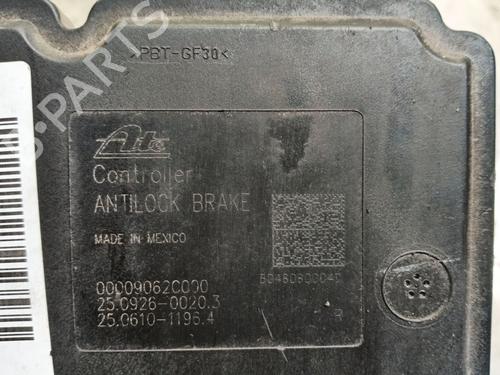 >PBT-GF30<
Ate
Controller
ANTILOCK BRAKE
MADE IN MEXICO
00009062C000
25.0926-0020.3
25.0610-1196.4
B-PARTS